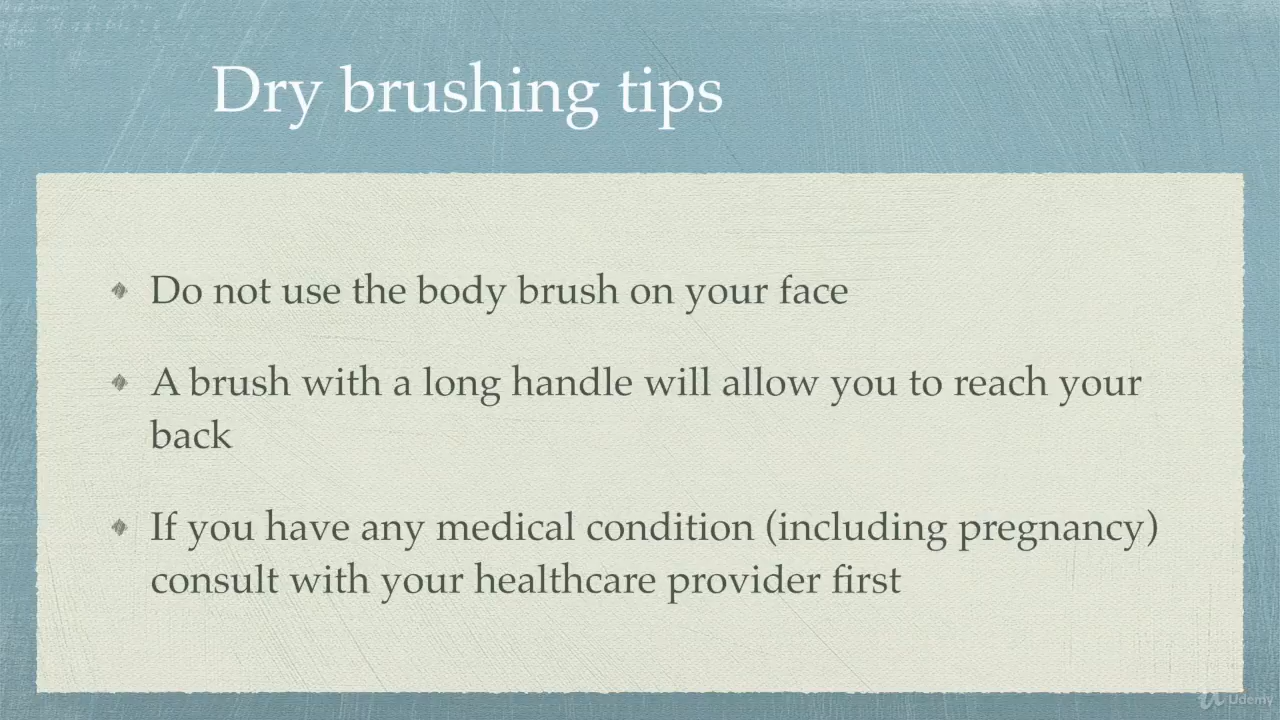 Dry brushing tips
Do not use the body brush on your face
A brush with a long handle will allow you to reach your
back
If you have any medical condition (including pregnancy)
consult with your healthcare provider first
Udemy